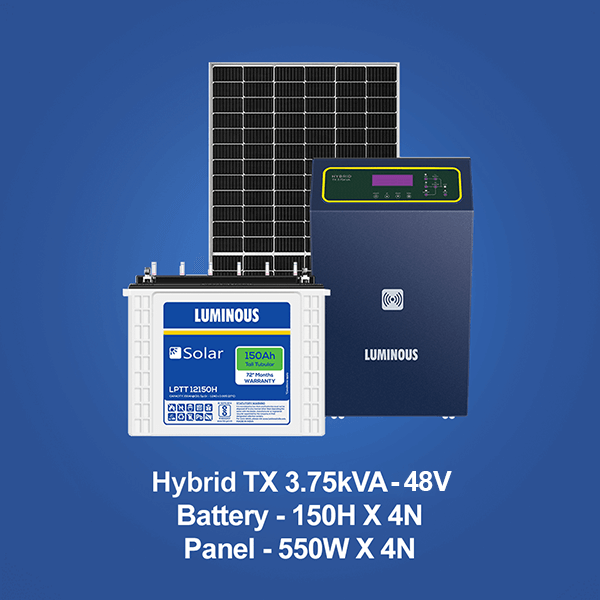 HYBRID
LUMINOUS
Solar
150Ah
Tall Tubular
72* Months
WARRANTY
LPTT 12150H
LUMINOUS
Hybrid TX 3.75kVA - 48V
Battery - 150H X 4N
Panel - 550W X 4N